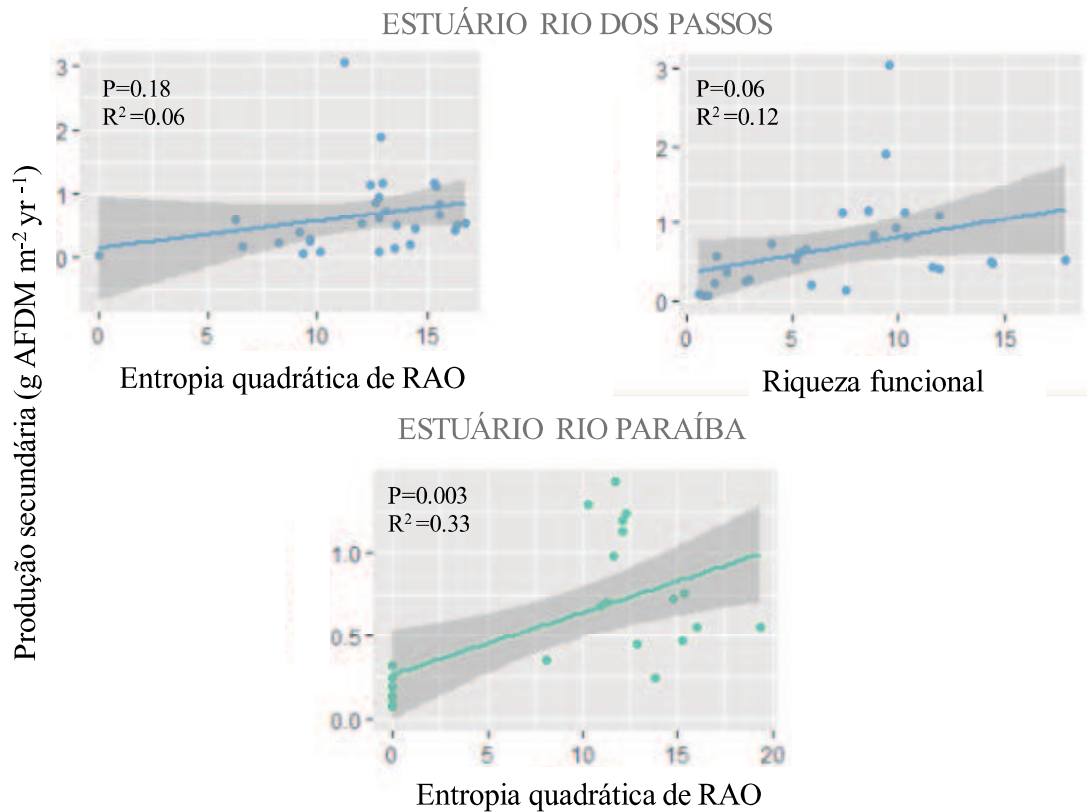 ESTUÁRIO RIO DOS PASSOS
Produção secundária (g AFDM m⁻² yr⁻¹)
P=0.18
R²=0.06
3
2
1
0
0 5 10 15
Entropia quadrática de RAO
P=0.06
R²=0.12
3
2
1
0
0 5 10 15
Riqueza funcional
ESTUÁRIO RIO PARAÍBA
P=0.003
R²=0.33
1.0
0.5
0.0
0 5 10 15 20
Entropia quadrática de RAO